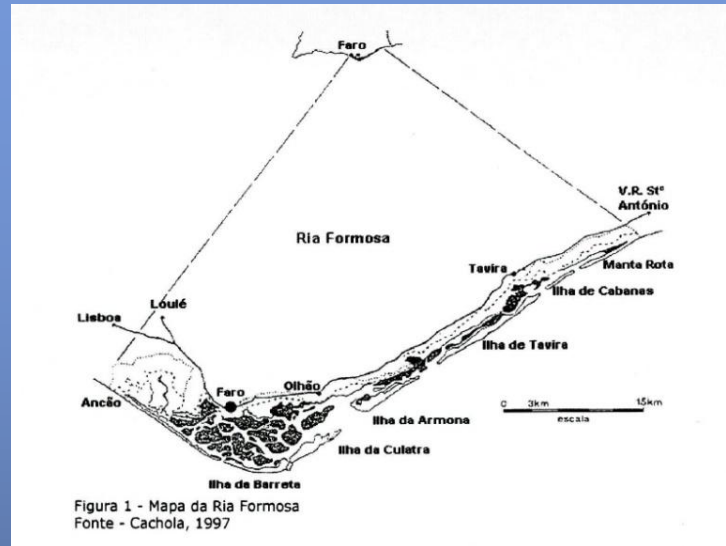 Faro
V.R. Stº
António
Ria Formosa
Tavira
Manta Rota
Ilha de Cabanas
Loulé
Lisboa
Ilha de Tavira
Faro
Olhão
Ancão
0 3km 15km
escala
Ilha da Armona
Ilha da Culatra
Ilha da Barreta
Figura 1 - Mapa da Ria Formosa
Fonte - Cachola, 1997